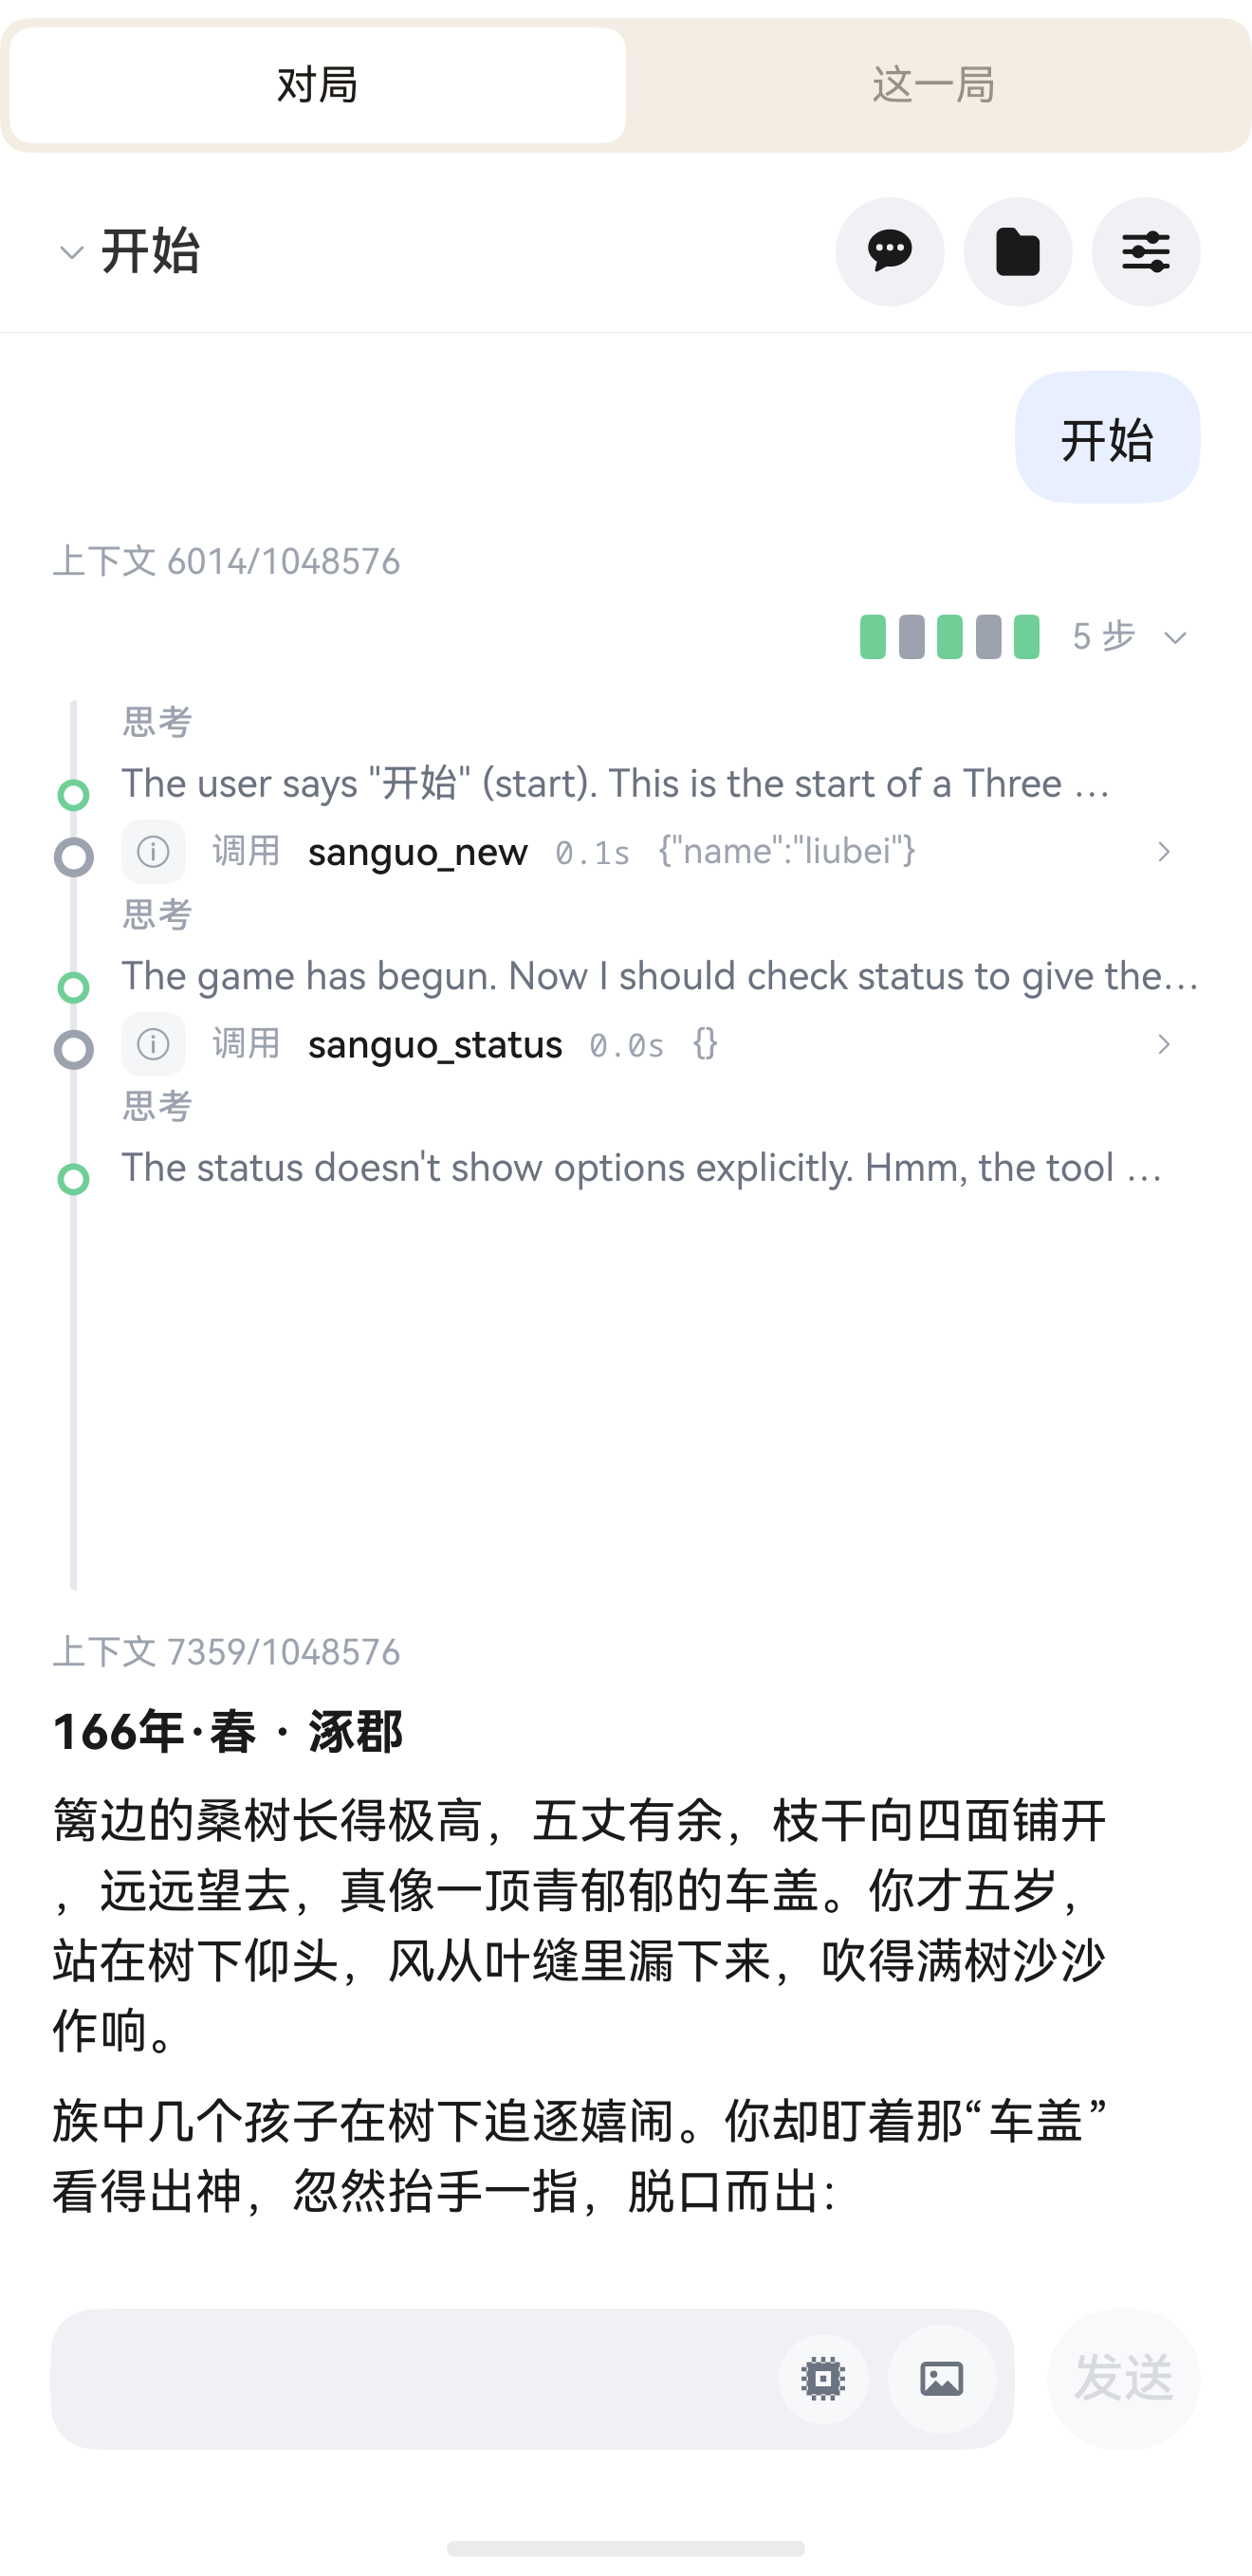 对局
这一局
开始
开始
上下文 6014/1048576
5 步
思考
The user says "开始" (start). This is the start of a Three ...
调用 sanguo_new 0.1s {"name":"liubei"}
思考
The game has begun. Now I should check status to give the...
调用 sanguo_status 0.0s {}
思考
The status doesn't show options explicitly. Hmm, the tool ...
上下文 7359/1048576
166年·春 · 涿郡
篱边的桑树长得极高，五丈有余，枝干向四面铺开
，远远望去，真像一顶青郁郁的车盖。你才五岁，
站在树下仰头，风从叶缝里漏下来，吹得满树沙沙
作响。
族中几个孩子在树下追逐嬉闹。你却盯着那“车盖”
看得出神，忽然抬手一指，脱口而出：
发送